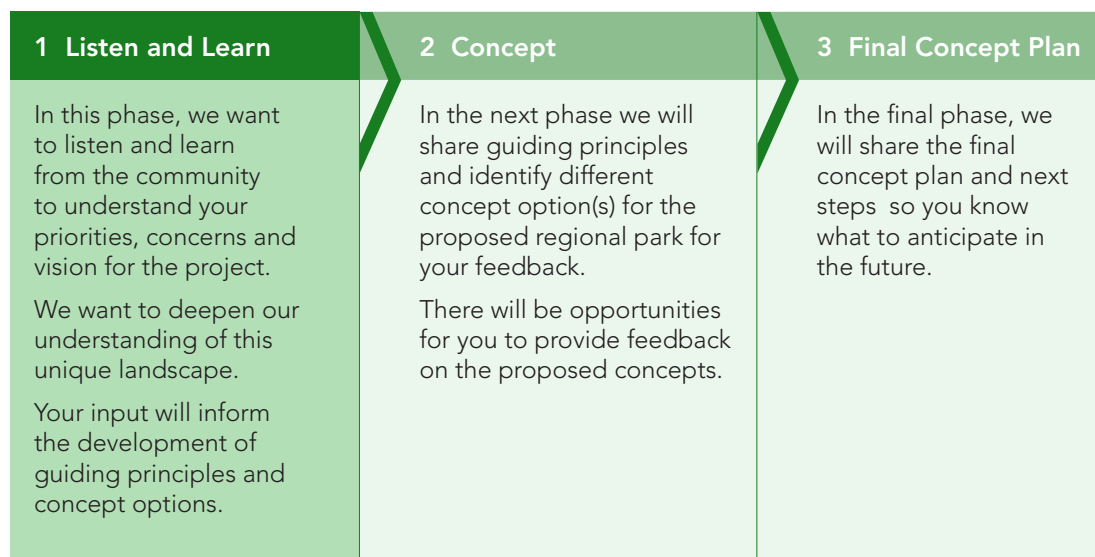 1 Listen and Learn
In this phase, we want
to listen and learn
from the community
to understand your
priorities, concerns and
vision for the project.
We want to deepen our
understanding of this
unique landscape.
Your input will inform
the development of
guiding principles and
concept options.
2 Concept
In the next phase we will
share guiding principles
and identify different
concept option(s) for the
proposed regional park for
your feedback.
There will be opportunities
for you to provide feedback
on the proposed concepts.
3 Final Concept Plan
In the final phase, we
will share the final
concept plan and next
steps so you know
what to anticipate in
the future.